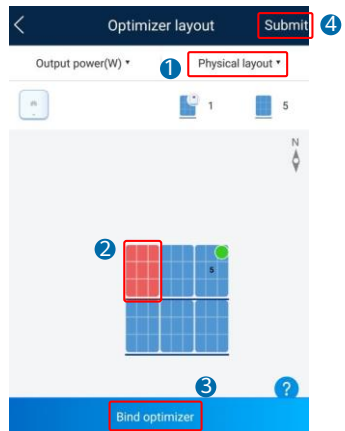 Optimizer layout Submit 4
Output power(W) 1 Physical layout
1 5
N
2
5
3
?
Bind optimizer